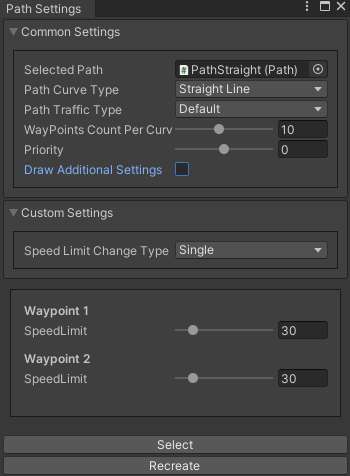 Path Settings
Common Settings
Selected Path PathStraight (Path)
Path Curve Type Straight Line
Path Traffic Type Default
WayPoints Count Per Curv 10
Priority 0
Draw Additional Settings
Custom Settings
Speed Limit Change Type Single
Waypoint 1
SpeedLimit 30
Waypoint 2
SpeedLimit 30
Select
Recreate